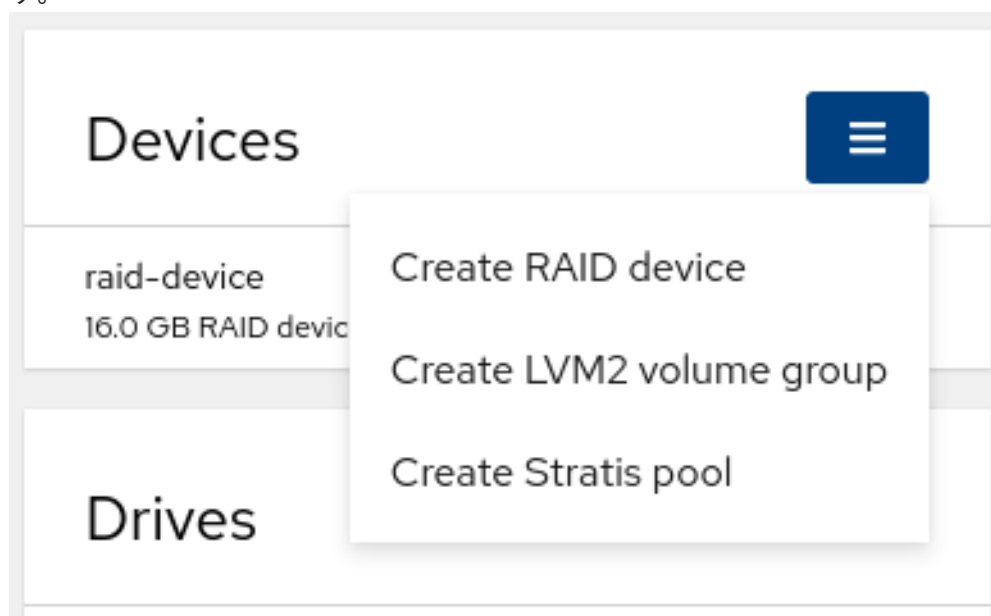 す。
Devices
raid-device
16.0 GB RAID devic
Create RAID device
Create LVM2 volume group
Create Stratis pool
Drives